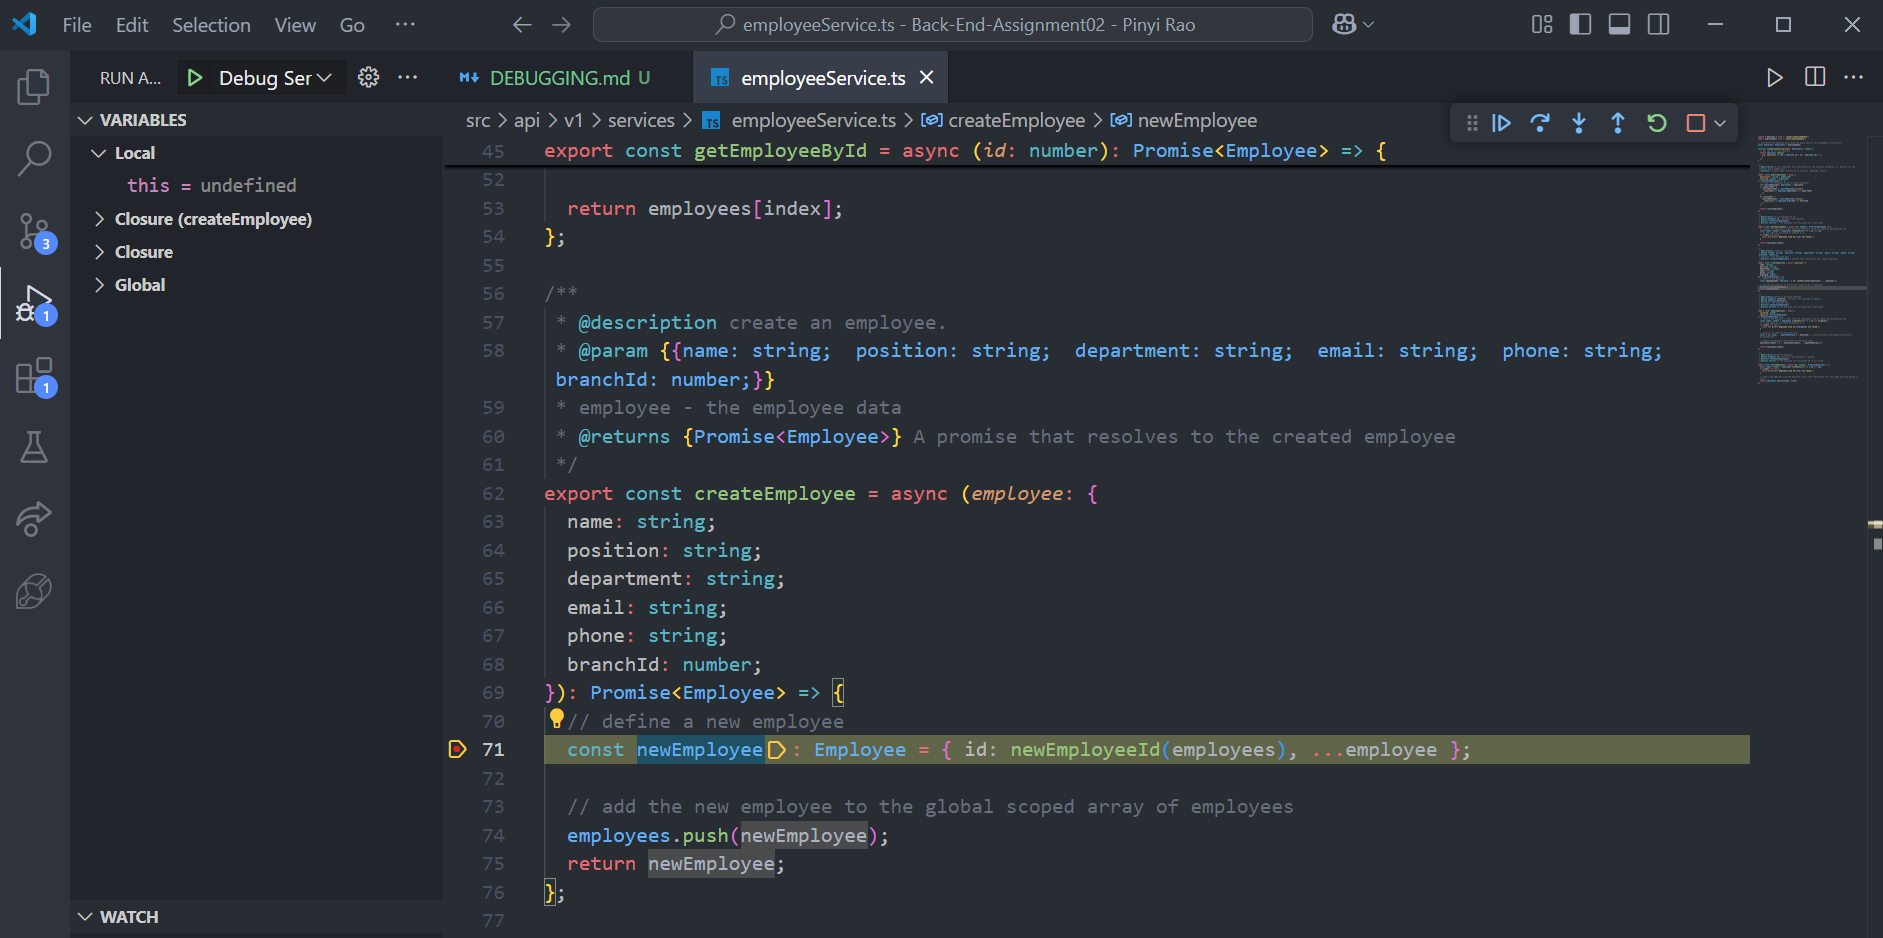 File Edit Selection View Go ··· employeeService.ts - Back-End-Assignment02 - Pinyi Rao
RUN A... Debug Ser ··· DEBUGGING.md U TS employeeService.ts
VARIABLES
Local
this = undefined
Closure (createEmployee)
Closure
Global
3
1
1
WATCH
src > api > v1 > services > TS employeeService.ts > createEmployee > newEmployee
45 export const getEmployeeById = async (id: number): Promise<Employee> => {
52
53 return employees[index];
54 };
55
56 /**
57 * @description create an employee.
58 * @param {{name: string;  position: string;  department: string;  email: string;  phone: string;
branchId: number;}}
59 * employee - the employee data
60 * @returns {Promise<Employee>} A promise that resolves to the created employee
61 */
62 export const createEmployee = async (employee: {
63 name: string;
64 position: string;
65 department: string;
66 email: string;
67 phone: string;
68 branchId: number;
69 }): Promise<Employee> => {
70 // define a new employee
71 const newEmployee: Employee = { id: newEmployeeId(employees), ...employee };
72
73 // add the new employee to the global scoped array of employees
74 employees.push(newEmployee);
75 return newEmployee;
76 };
77